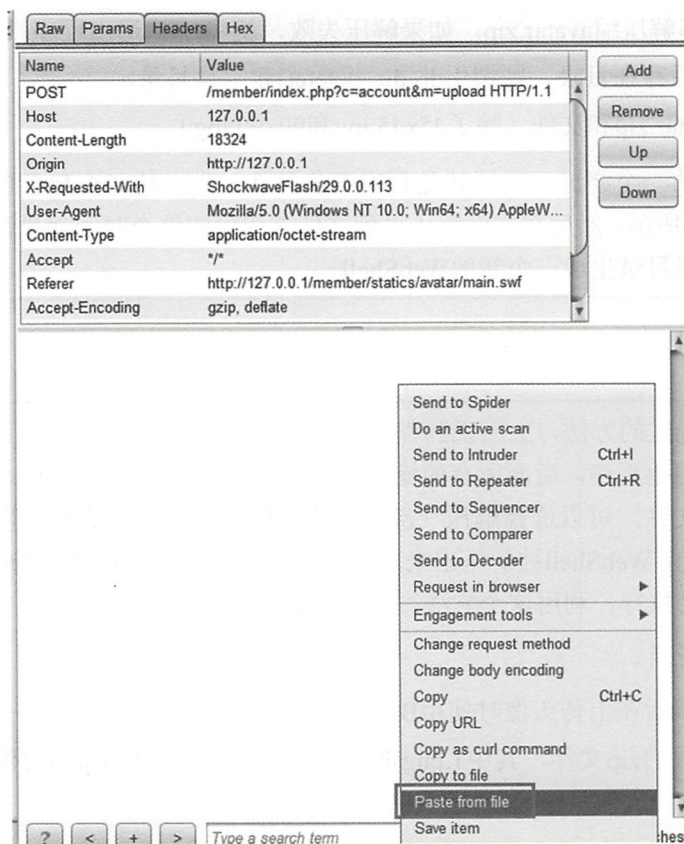 Raw Params Headers Hex
Name Value
POST /member/index.php?c=account&m=upload HTTP/1.1
Host 127.0.0.1
Content-Length 18324
Origin http://127.0.0.1
X-Requested-With ShockwaveFlash/29.0.0.113
User-Agent Mozilla/5.0 (Windows NT 10.0; Win64; x64) AppleW...
Content-Type application/octet-stream
Accept */*
Referer http://127.0.0.1/member/statics/avatar/main.swf
Accept-Encoding gzip, deflate
Add
Remove
Up
Down
Send to Spider
Do an active scan
Send to Intruder Ctrl+I
Send to Repeater Ctrl+R
Send to Sequencer
Send to Comparer
Send to Decoder
Request in browser
Engagement tools
Change request method
Change body encoding
Copy Ctrl+C
Copy URL
Copy as curl command
Copy to file
Paste from file
Save item
? < + > Type a search term ches